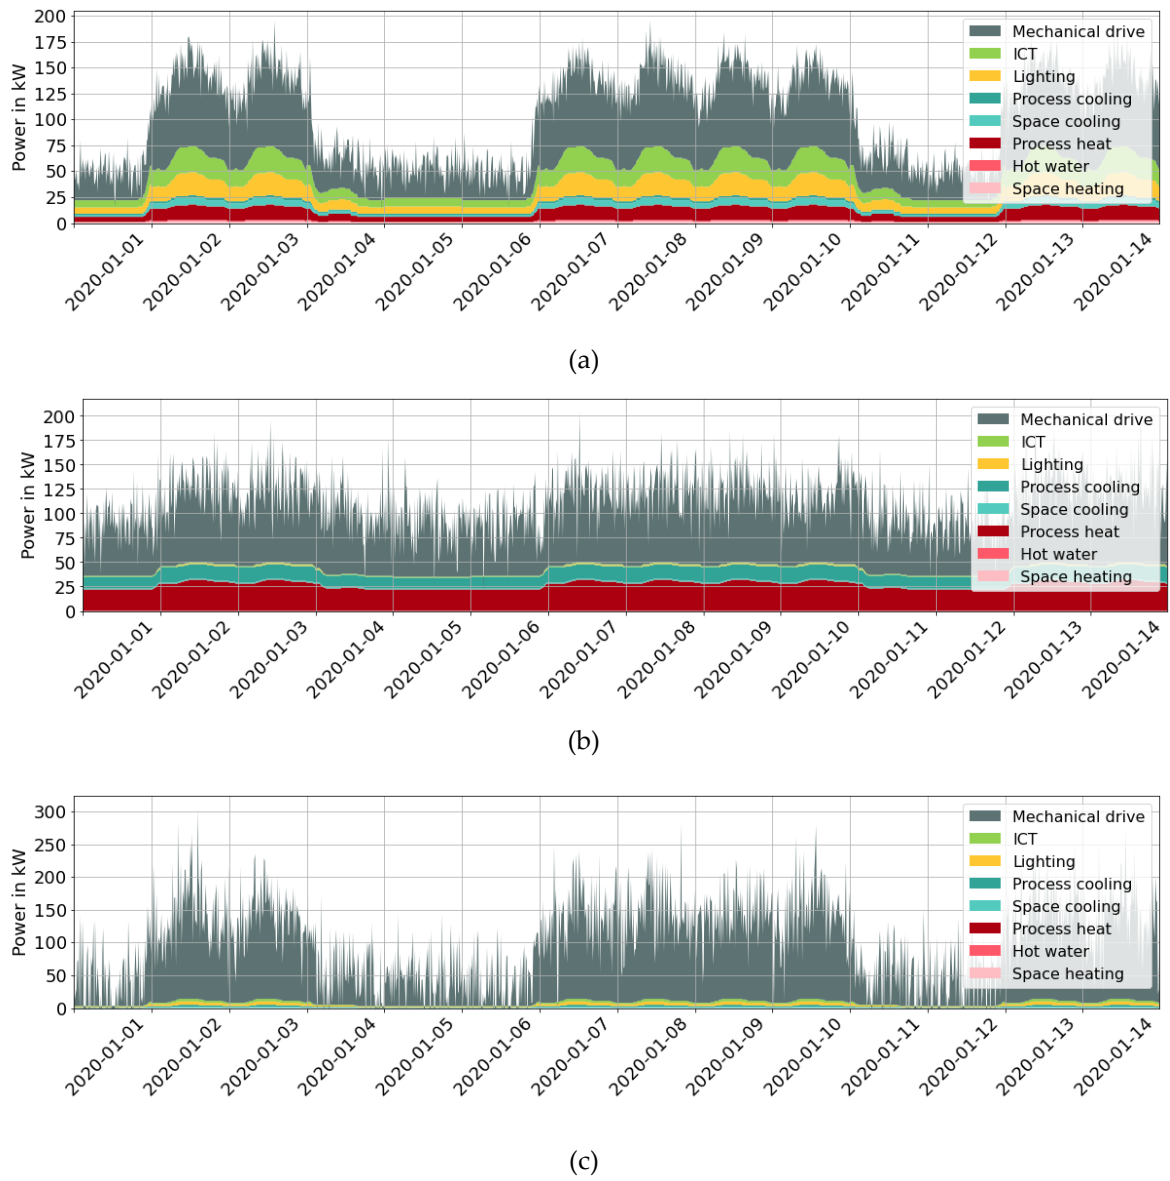 200
175
150
125
100
75
50
25
0
Power in kW
Mechanical drive
ICT
Lighting
Process cooling
Space cooling
Process heat
Hot water
Space heating
2020-01-01
2020-01-02
2020-01-03
2020-01-04
2020-01-05
2020-01-06
2020-01-07
2020-01-08
2020-01-09
2020-01-10
2020-01-11
2020-01-12
2020-01-13
2020-01-14
(a)
200
175
150
125
100
75
50
25
0
Power in kW
Mechanical drive
ICT
Lighting
Process cooling
Space cooling
Process heat
Hot water
Space heating
2020-01-01
2020-01-02
2020-01-03
2020-01-04
2020-01-05
2020-01-06
2020-01-07
2020-01-08
2020-01-09
2020-01-10
2020-01-11
2020-01-12
2020-01-13
2020-01-14
(b)
300
250
200
150
100
50
0
Power in kW
Mechanical drive
ICT
Lighting
Process cooling
Space cooling
Process heat
Hot water
Space heating
2020-01-01
2020-01-02
2020-01-03
2020-01-04
2020-01-05
2020-01-06
2020-01-07
2020-01-08
2020-01-09
2020-01-10
2020-01-11
2020-01-12
2020-01-13
2020-01-14
(c)